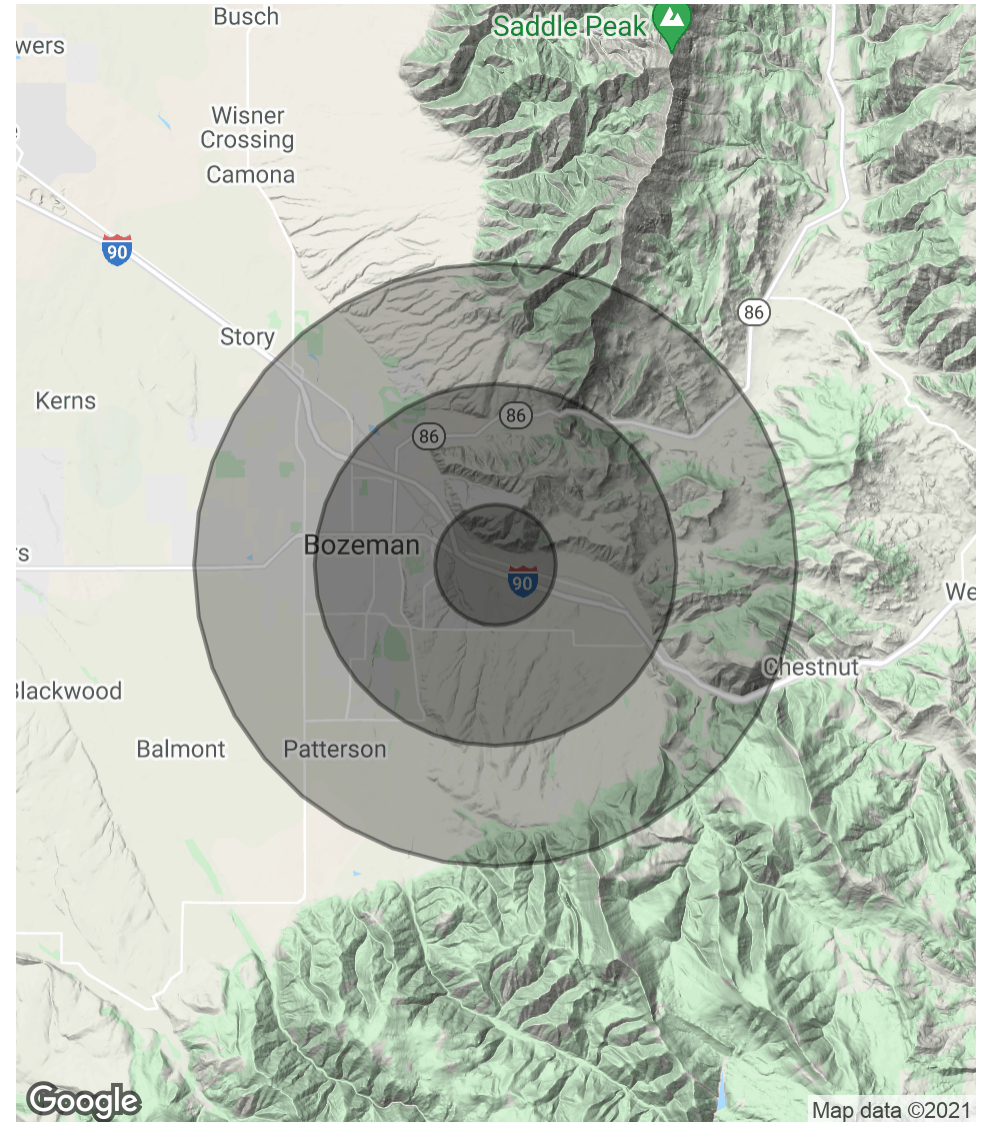 Busch
Saddle Peak
wers
Wisner
Crossing
Camona
90
86
Story
Kerns
86
86
Bozeman
90
We
Chestnut
Blackwood
Balmont
Patterson
Google
Map data ©2021